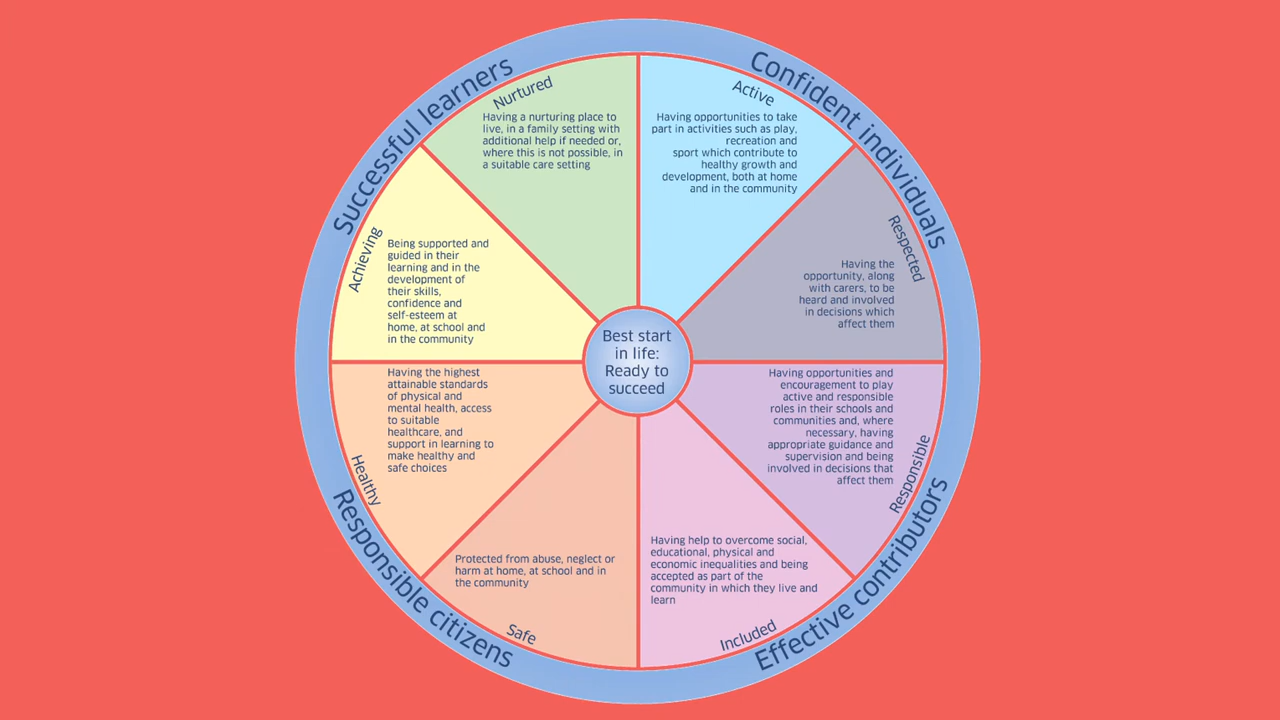 Successful learners
Confident individuals
Nurtured
Having a nurturing place to
live, in a family setting with
additional help if needed or,
where this is not possible, in
a suitable care setting
Active
Having opportunities to take
part in activities such as play,
recreation and
sport which contribute to
healthy growth and
development, both at home
and in the community
Achieving
Being supported and
guided in their
learning and in the
development of
their skills,
confidence and
self-esteem at
home, at school and
in the community
Respected
Having the
opportunity, along
with carers, to be
heard and involved
in decisions which
affect them
Best start
in life:
Ready to
succeed
Healthy
Having the highest
attainable standards
of physical and
mental health, access
to suitable
healthcare, and
support in learning to
make healthy and
safe choices
Responsible
Having opportunities and
encouragement to play
active and responsible
roles in their schools and
communities and, where
necessary, having
appropriate guidance and
supervision and being
involved in decisions that
affect them
Protected from abuse, neglect or
harm at home, at school and in
the community
Safe
Having help to overcome social,
educational, physical and
economic inequalities and being
accepted as part of the
community in which they live and
learn
Included
Responsible citizens
Effective contributors